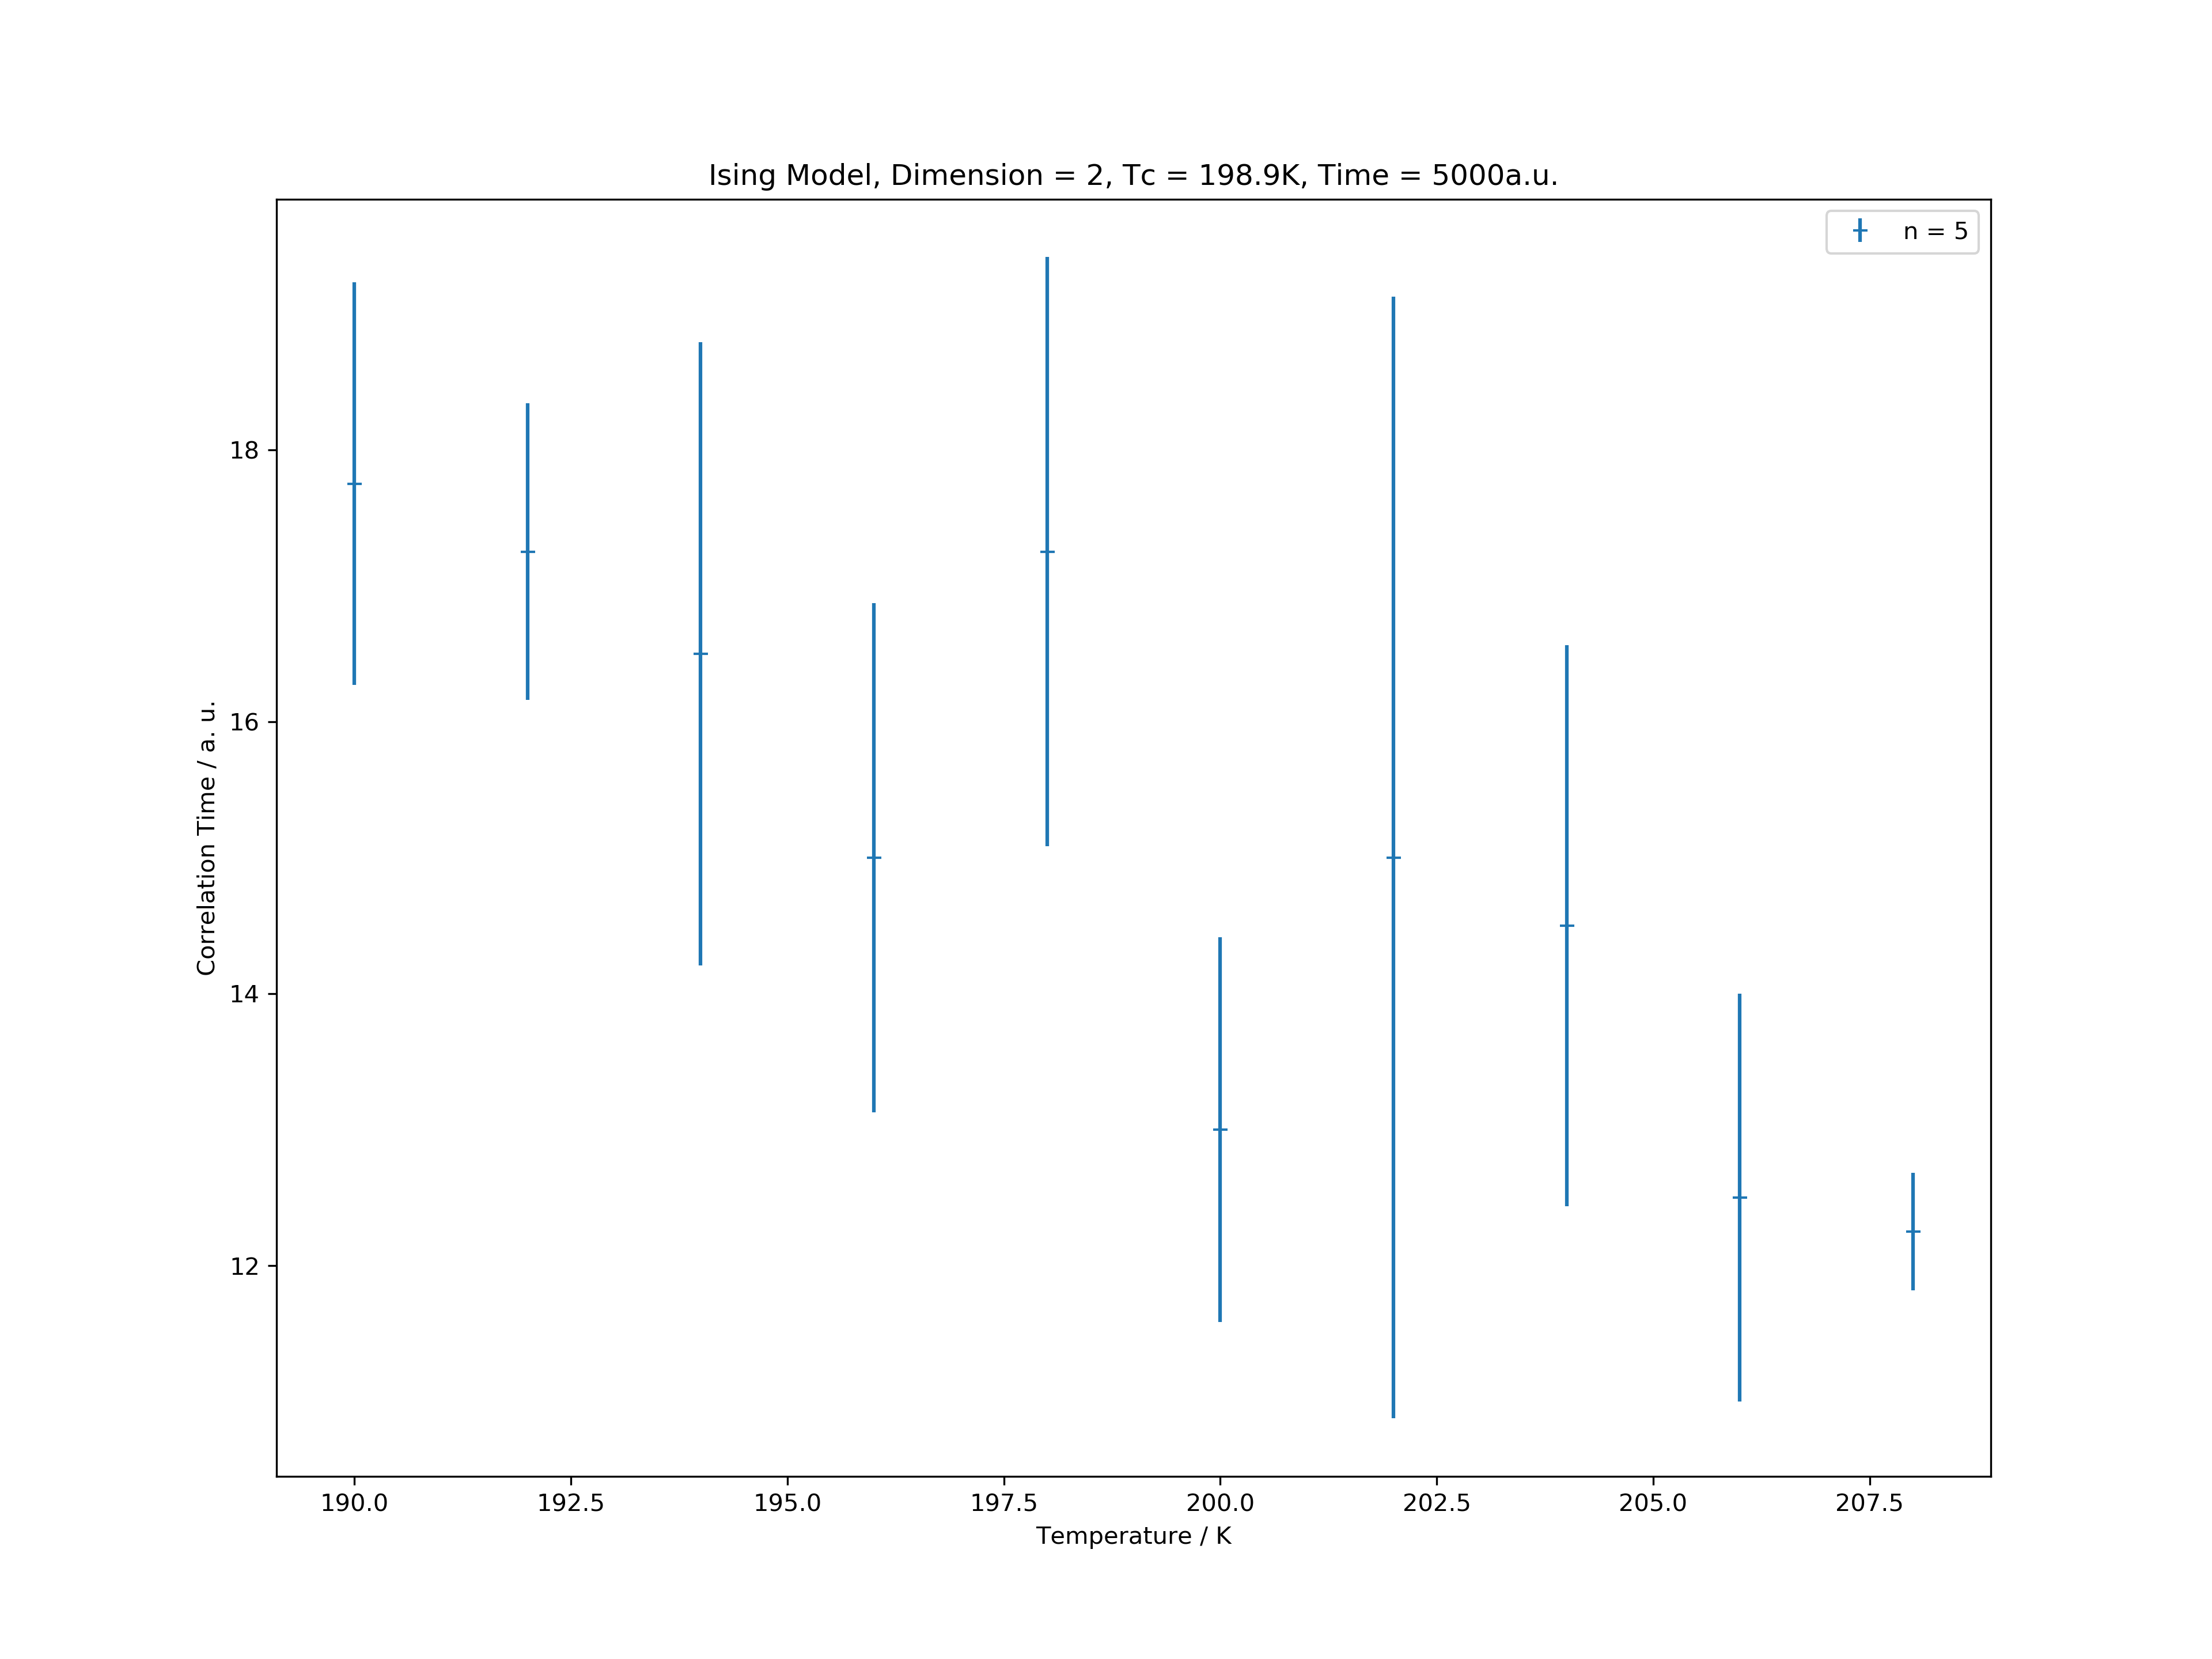 Ising Model, Dimension = 2, Tc = 198.9K, Time = 5000a.u.
n = 5
18
16
14
12
Correlation Time / a. u.
190.0 192.5 195.0 197.5 200.0 202.5 205.0 207.5
Temperature / K